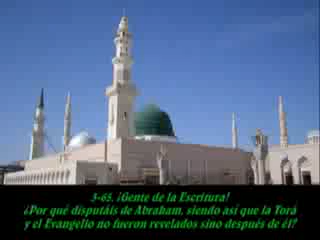 3-65. ¡Gente de la Escritura!
¿Por qué disputáis de Abraham, siendo así que la Torá
y el Evangelio no fueron revelados sino después de él?